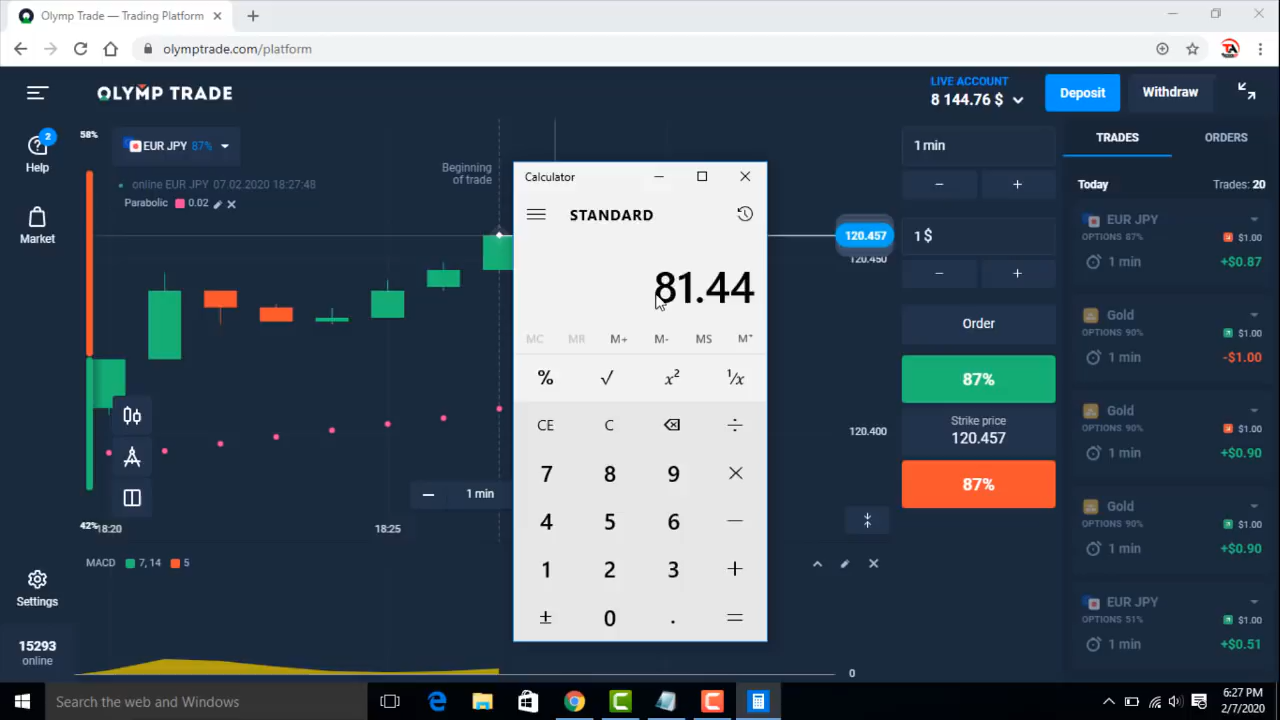 Olymp Trade — Trading Platform
olymptrade.com/platform
OLYMP TRADE
LIVE ACCOUNT
8 144.76 $
Deposit
Withdraw
2
Help
Market
Settings
15293
online
58%
EUR JPY 87%
online EUR JPY 07.02.2020 18:27:48
Parabolic 0.02
Beginning
of trade
120.457
120.450
120.400
42%
18:20
18:25
1 min
MACD 7, 14 5
0
Calculator
STANDARD
81.44
MC MR M+ M- MS M˅
% √ x² ¹/x
CE C ÷
7 8 9 ×
4 5 6 −
1 2 3 +
± 0 . =
1 min
− +
1 $
− +
Order
87%
Strike price
120.457
87%
TRADES
ORDERS
Today
Trades: 20
EUR JPY
OPTIONS 87% $1.00
1 min +$0.87
Gold
OPTIONS 90% $1.00
1 min -$1.00
Gold
OPTIONS 90% $1.00
1 min +$0.90
Gold
OPTIONS 90% $1.00
1 min +$0.90
EUR JPY
OPTIONS 51% $1.00
1 min +$0.51
Search the web and Windows
6:27 PM
2/7/2020